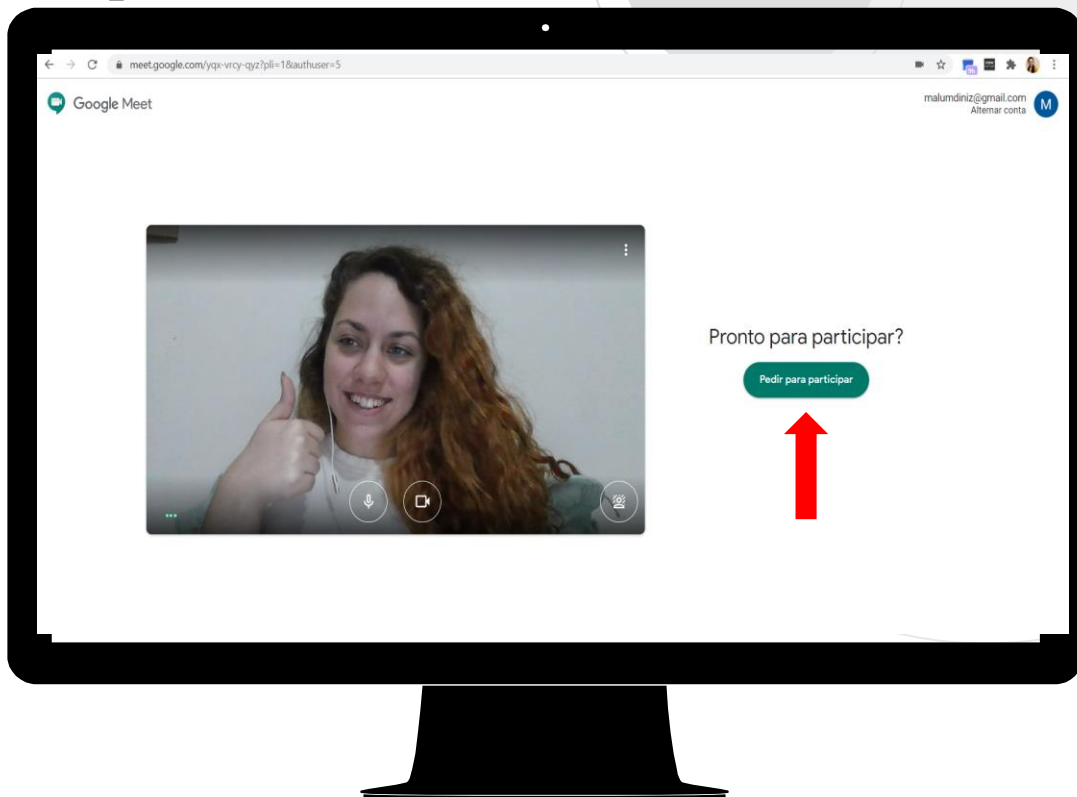 meet.google.com/yqx-vrcy-qyz?pli=1&authuser=5
Google Meet
malumdiniz@gmail.com
Alternar conta
M
Pronto para participar?
Pedir para participar